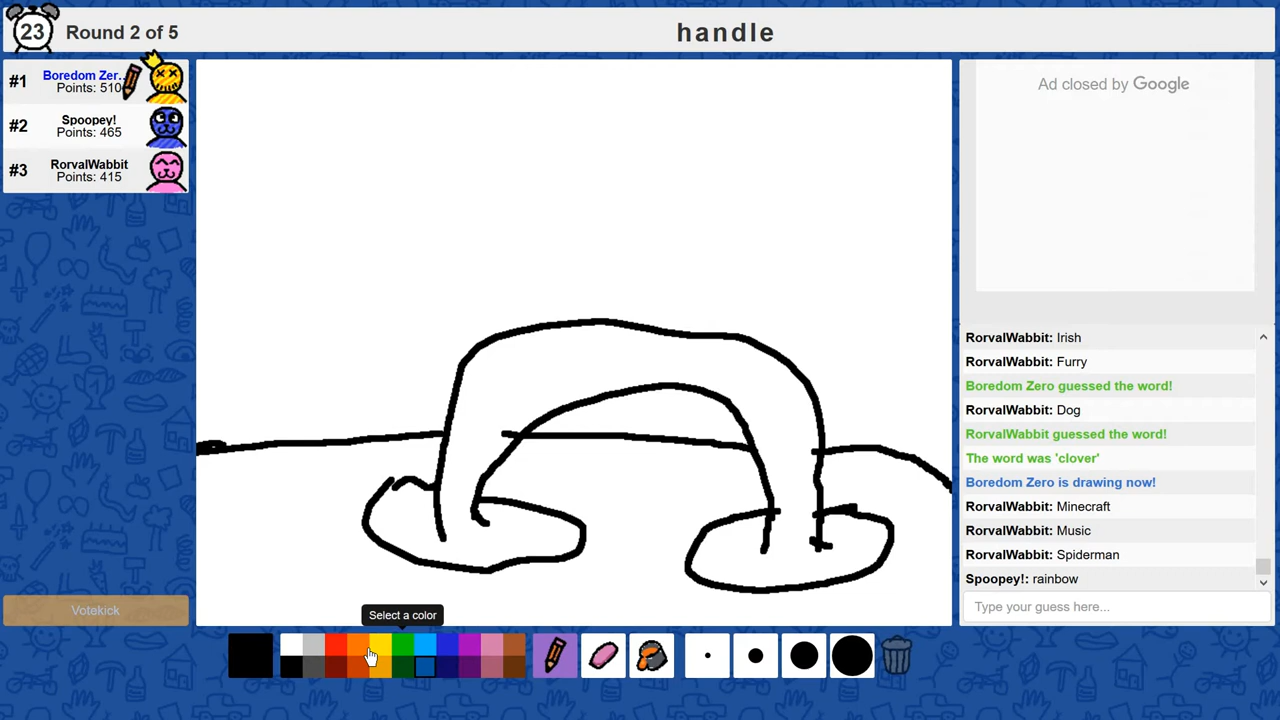 23
Round 2 of 5
handle
#1
Boredom Zer..
Points: 510
#2
Spoopey!
Points: 465
#3
RorvalWabbit
Points: 415
Votekick
Select a color
Ad closed by Google
RorvalWabbit: Irish
RorvalWabbit: Furry
Boredom Zero guessed the word!
RorvalWabbit: Dog
RorvalWabbit guessed the word!
The word was 'clover'
Boredom Zero is drawing now!
RorvalWabbit: Minecraft
RorvalWabbit: Music
RorvalWabbit: Spiderman
Spoopey!: rainbow
Type your guess here...